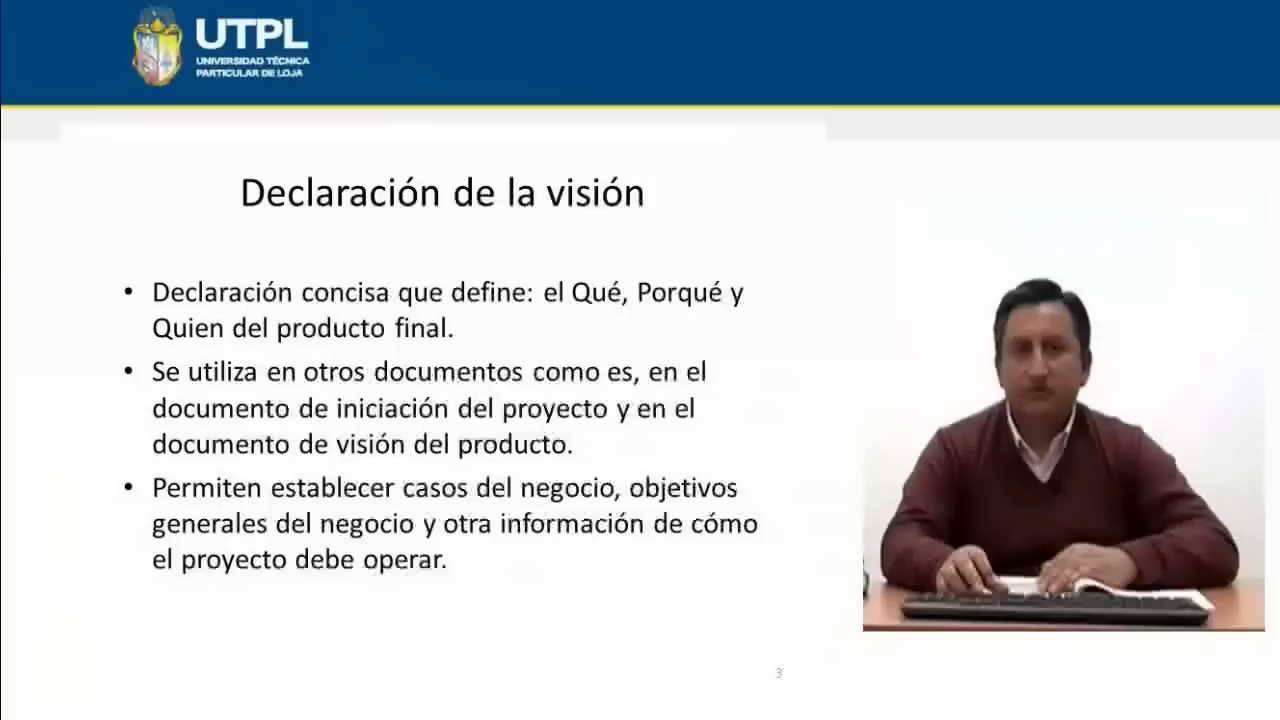 UTPL
UNIVERSIDAD TÉCNICA
PARTICULAR DE LOJA
Declaración de la visión
• Declaración concisa que define: el Qué, Porqué y
Quien del producto final.
• Se utiliza en otros documentos como es, en el
documento de iniciación del proyecto y en el
documento de visión del producto.
• Permiten establecer casos del negocio, objetivos
generales del negocio y otra información de cómo
el proyecto debe operar.
3